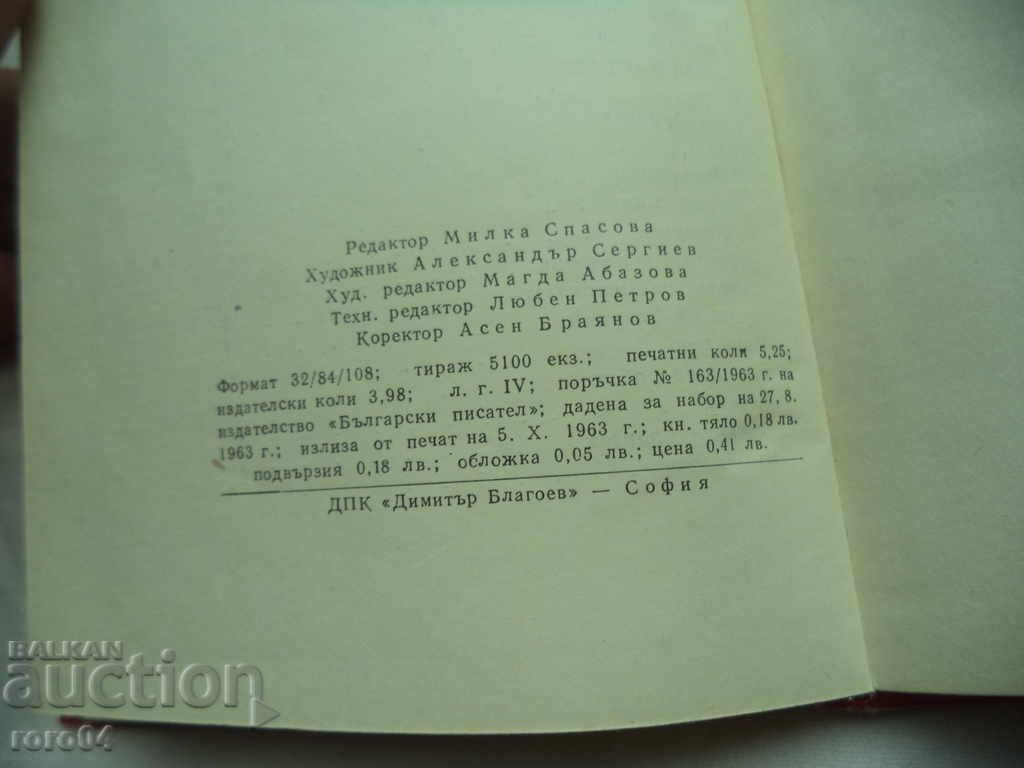 Редактор Милка Спасова
Художник Александър Сергиев
Худ. редактор Магда Абазова
Техн. редактор Любен Петров
Коректор Асен Браянов
Формат 32/84/108; тираж 5100 екз.; печатни коли 5,25;
издателски коли 3,98; л. г. IV; поръчка № 163/1963 г. на
издателство «Български писател»; дадена за набор на 27, 8.
1963 г.; излиза от печат на 5. X. 1963 г.; кн. тяло 0,18 лв.
подвързия 0,18 лв.; обложка 0,05 лв.; цена 0,41 лв.
ДПК «Димитър Благоев» — София
BALKAN
auction
roro04